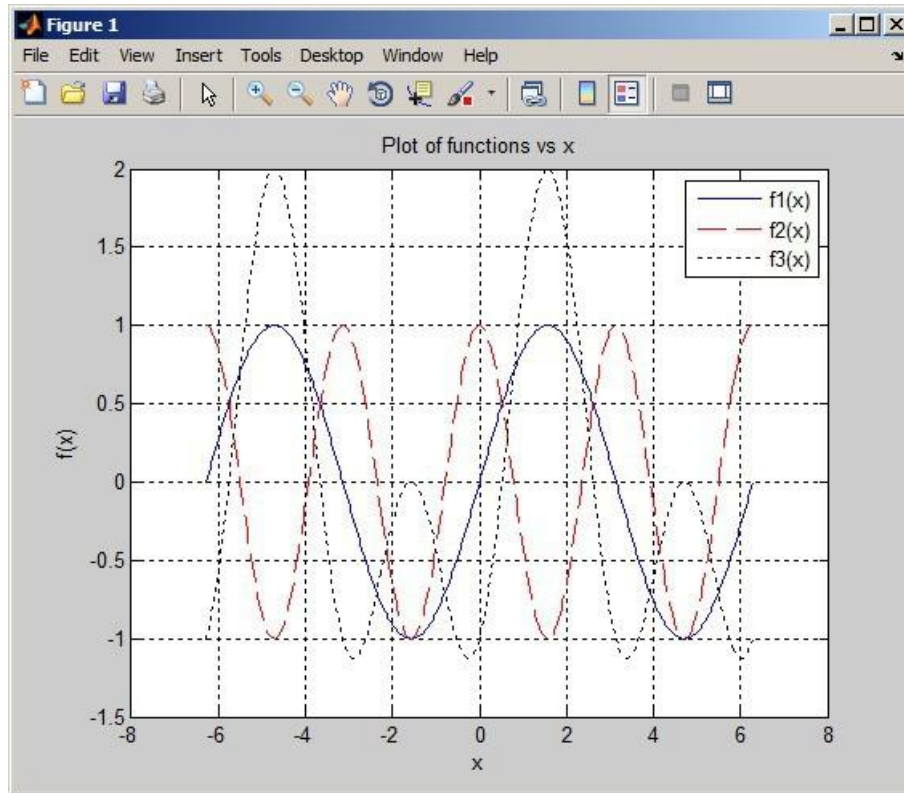 Figure 1
File Edit View Insert Tools Desktop Window Help
Plot of functions vs x
2
1.5
1
0.5
0
-0.5
-1
-1.5
f(x)
f1(x)
f2(x)
f3(x)
-8 -6 -4 -2 0 2 4 6 8
x